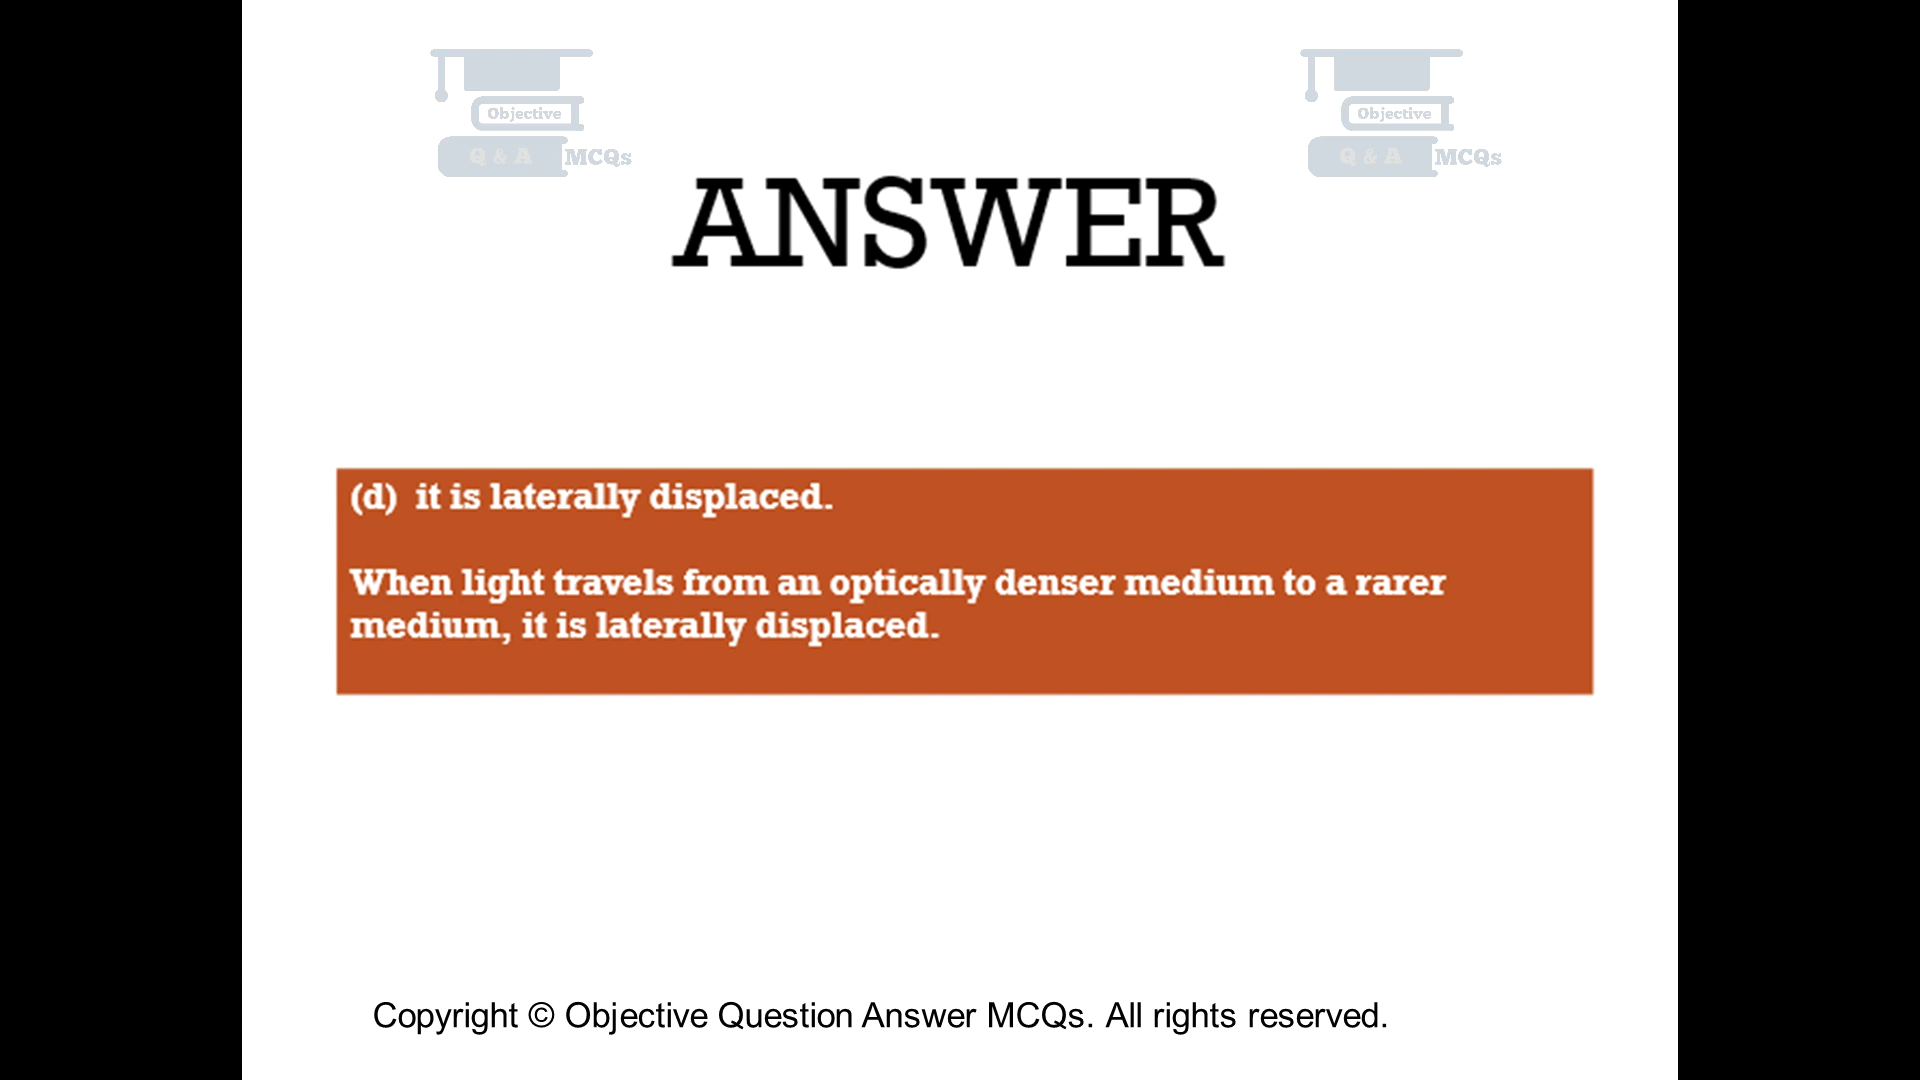 Objective
Q & A MCQs
Objective
Q & A MCQs
ANSWER
(d) it is laterally displaced.
When light travels from an optically denser medium to a rarer
medium, it is laterally displaced.
Copyright © Objective Question Answer MCQs. All rights reserved.